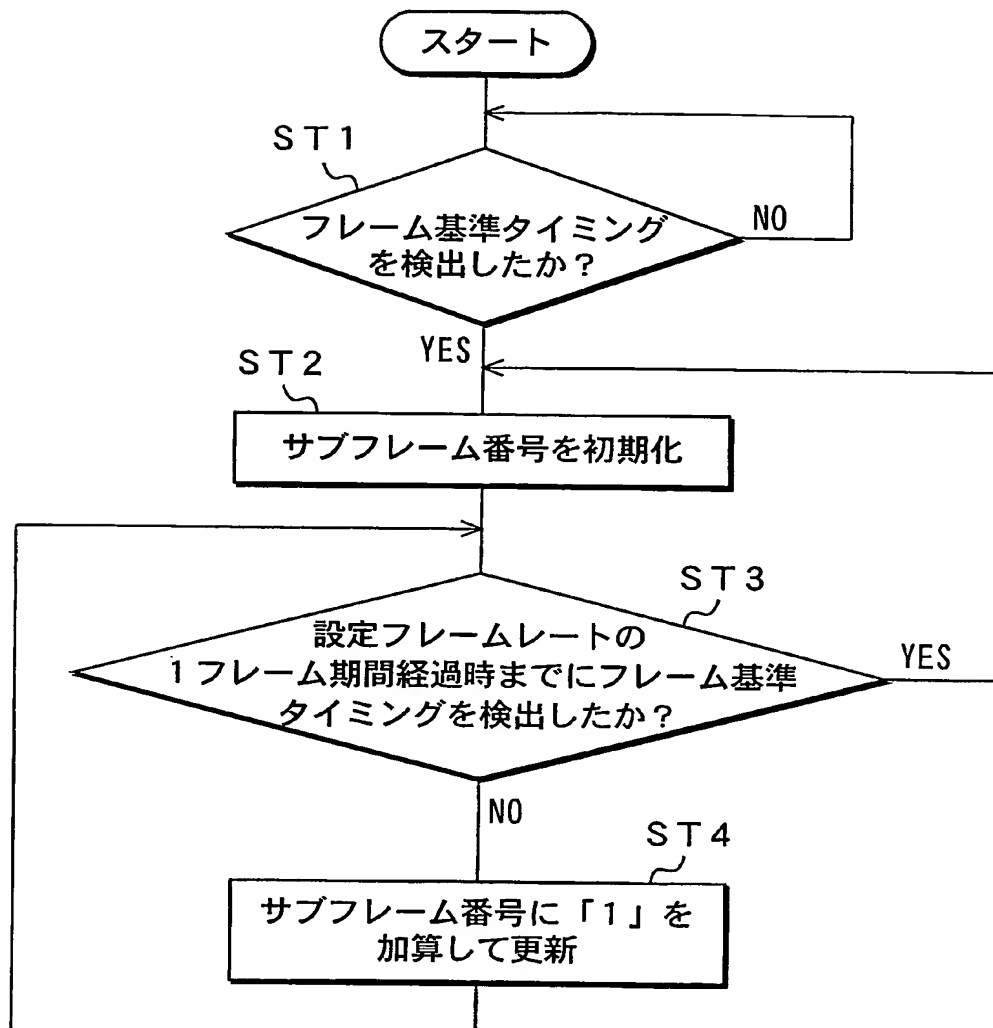 スタート
ST1
フレーム基準タイミング
を検出したか？
NO
YES
ST2
サブフレーム番号を初期化
ST3
設定フレームレートの
1フレーム期間経過時までにフレーム基準
タイミングを検出したか？
YES
NO
ST4
サブフレーム番号に「1」を
加算して更新